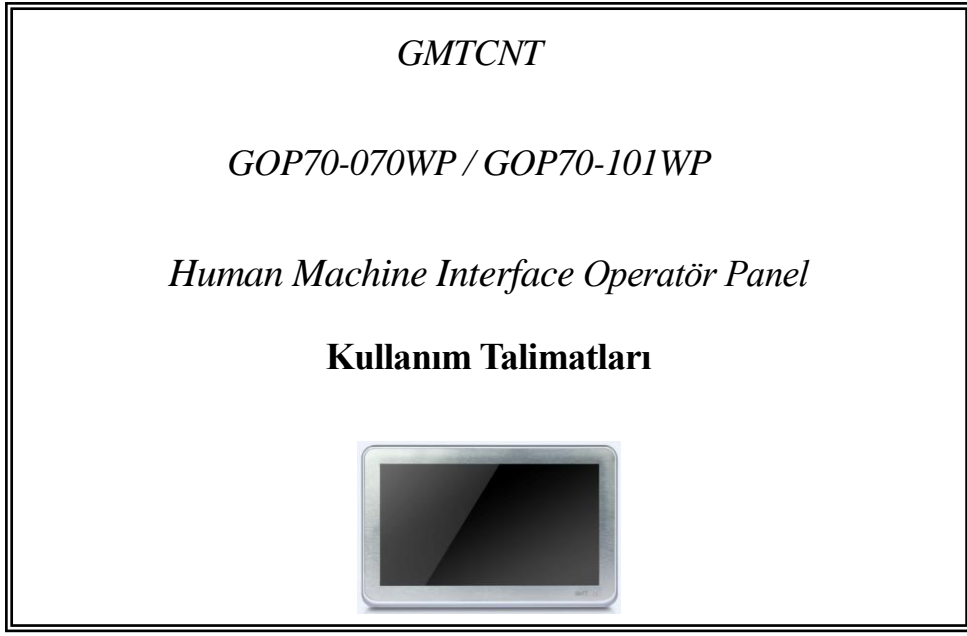 GMTCNT
GOP70-070WP / GOP70-101WP
Human Machine Interface Operatör Panel
Kullanım Talimatları